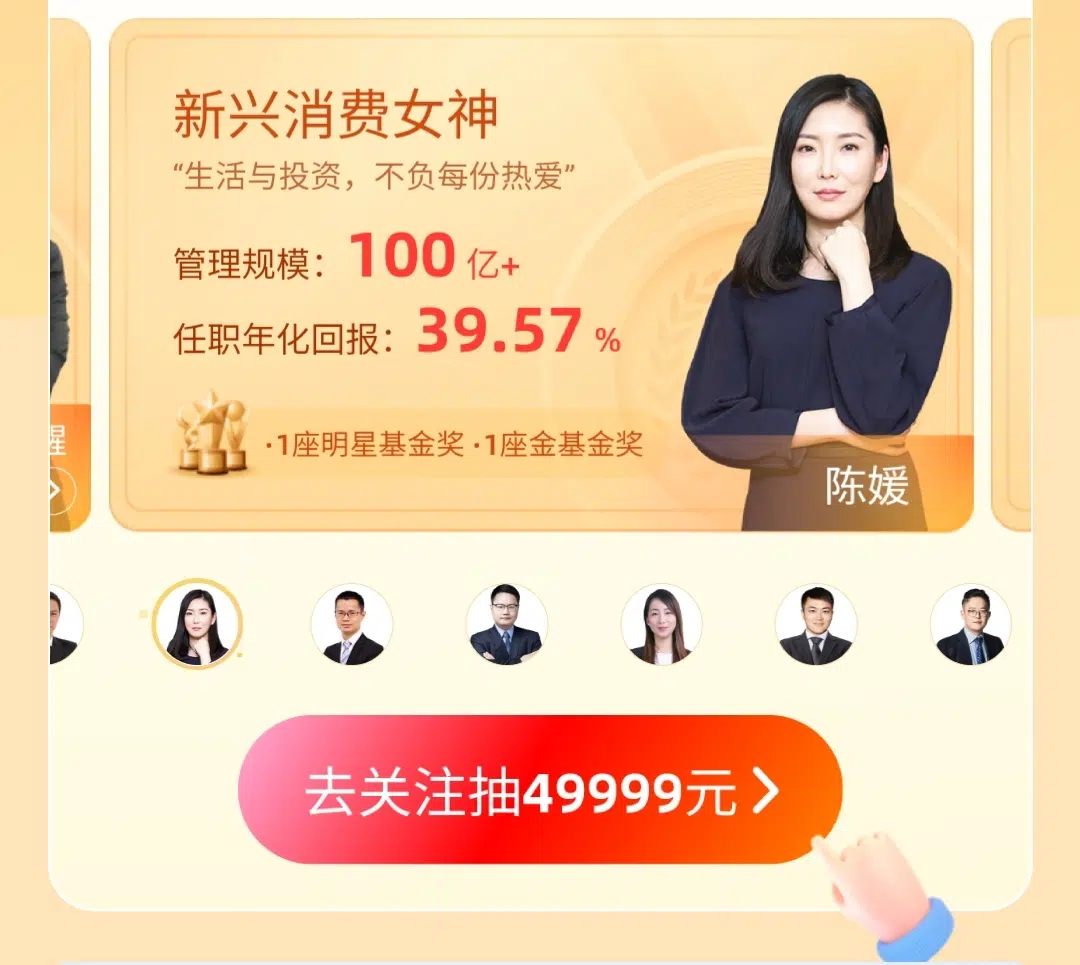 新兴消费女神
“生活与投资，不负每份热爱”
管理规模：100亿+
任职年化回报：39.57%
·1座明星基金奖 ·1座金基金奖
陈媛
去关注抽49999元